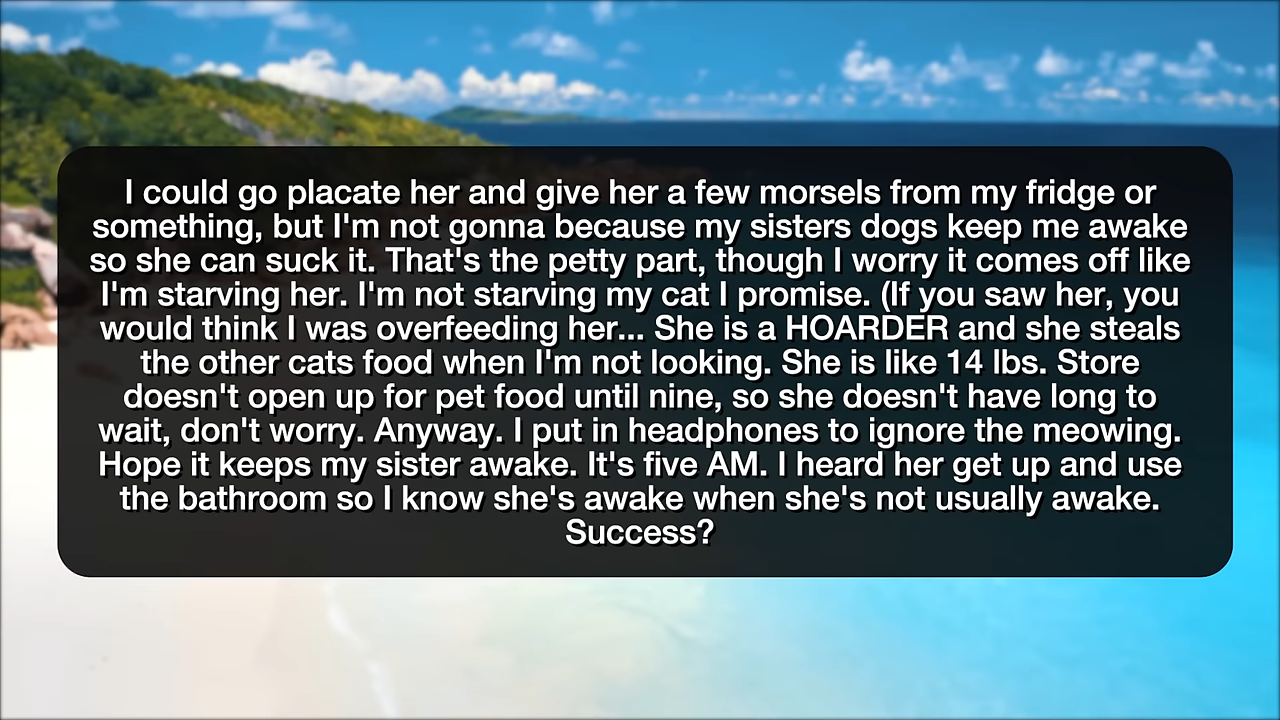 I could go placate her and give her a few morsels from my fridge or
something, but I'm not gonna because my sisters dogs keep me awake
so she can suck it. That's the petty part, though I worry it comes off like
I'm starving her. I'm not starving my cat I promise. (If you saw her, you
would think I was overfeeding her... She is a HOARDER and she steals
the other cats food when I'm not looking. She is like 14 lbs. Store
doesn't open up for pet food until nine, so she doesn't have long to
wait, don't worry. Anyway. I put in headphones to ignore the meowing.
Hope it keeps my sister awake. It's five AM. I heard her get up and use
the bathroom so I know she's awake when she's not usually awake.
Success?